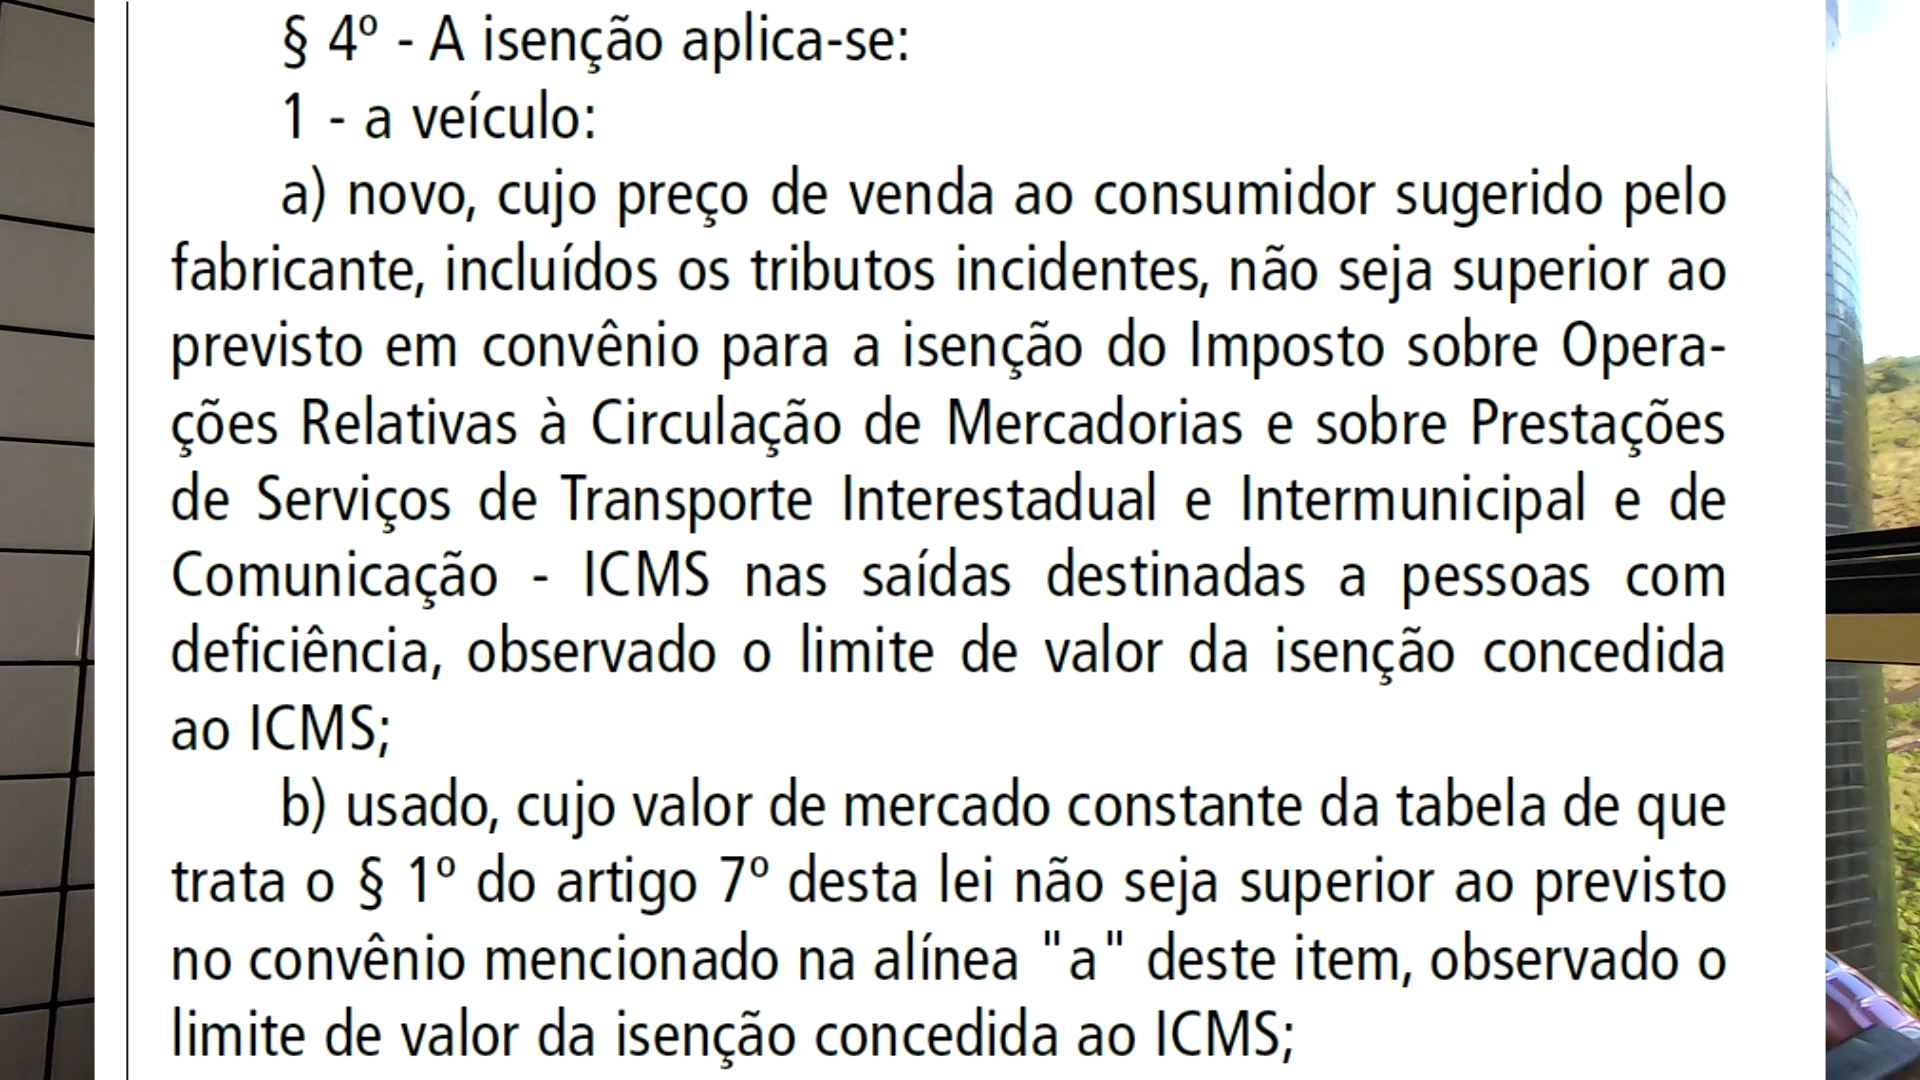 § 4º - A isenção aplica-se:
1 - a veículo:
a) novo, cujo preço de venda ao consumidor sugerido pelo
fabricante, incluídos os tributos incidentes, não seja superior ao
previsto em convênio para a isenção do Imposto sobre Opera-
ções Relativas à Circulação de Mercadorias e sobre Prestações
de Serviços de Transporte Interestadual e Intermunicipal e de
Comunicação - ICMS nas saídas destinadas a pessoas com
deficiência, observado o limite de valor da isenção concedida
ao ICMS;
b) usado, cujo valor de mercado constante da tabela de que
trata o § 1º do artigo 7º desta lei não seja superior ao previsto
no convênio mencionado na alínea "a" deste item, observado o
limite de valor da isenção concedida ao ICMS;